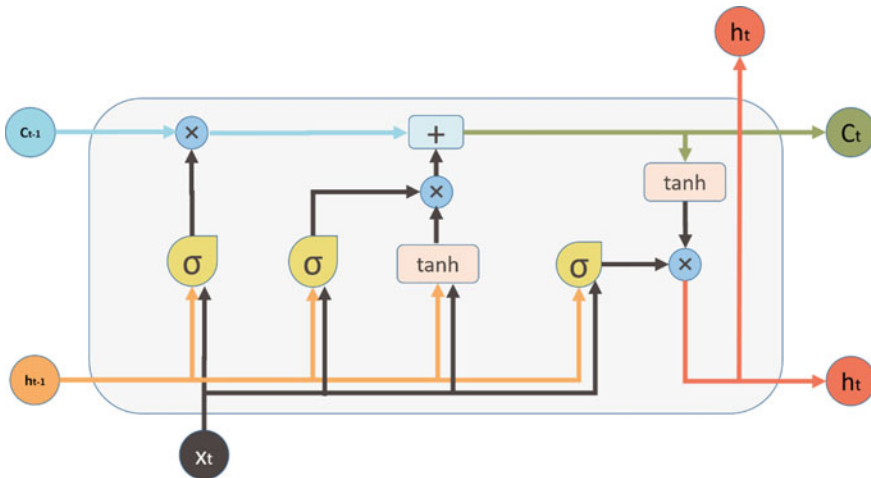 ht
Ct-1
×
+
Ct
tanh
×
σ
σ
tanh
σ
×
ht-1
ht
xt